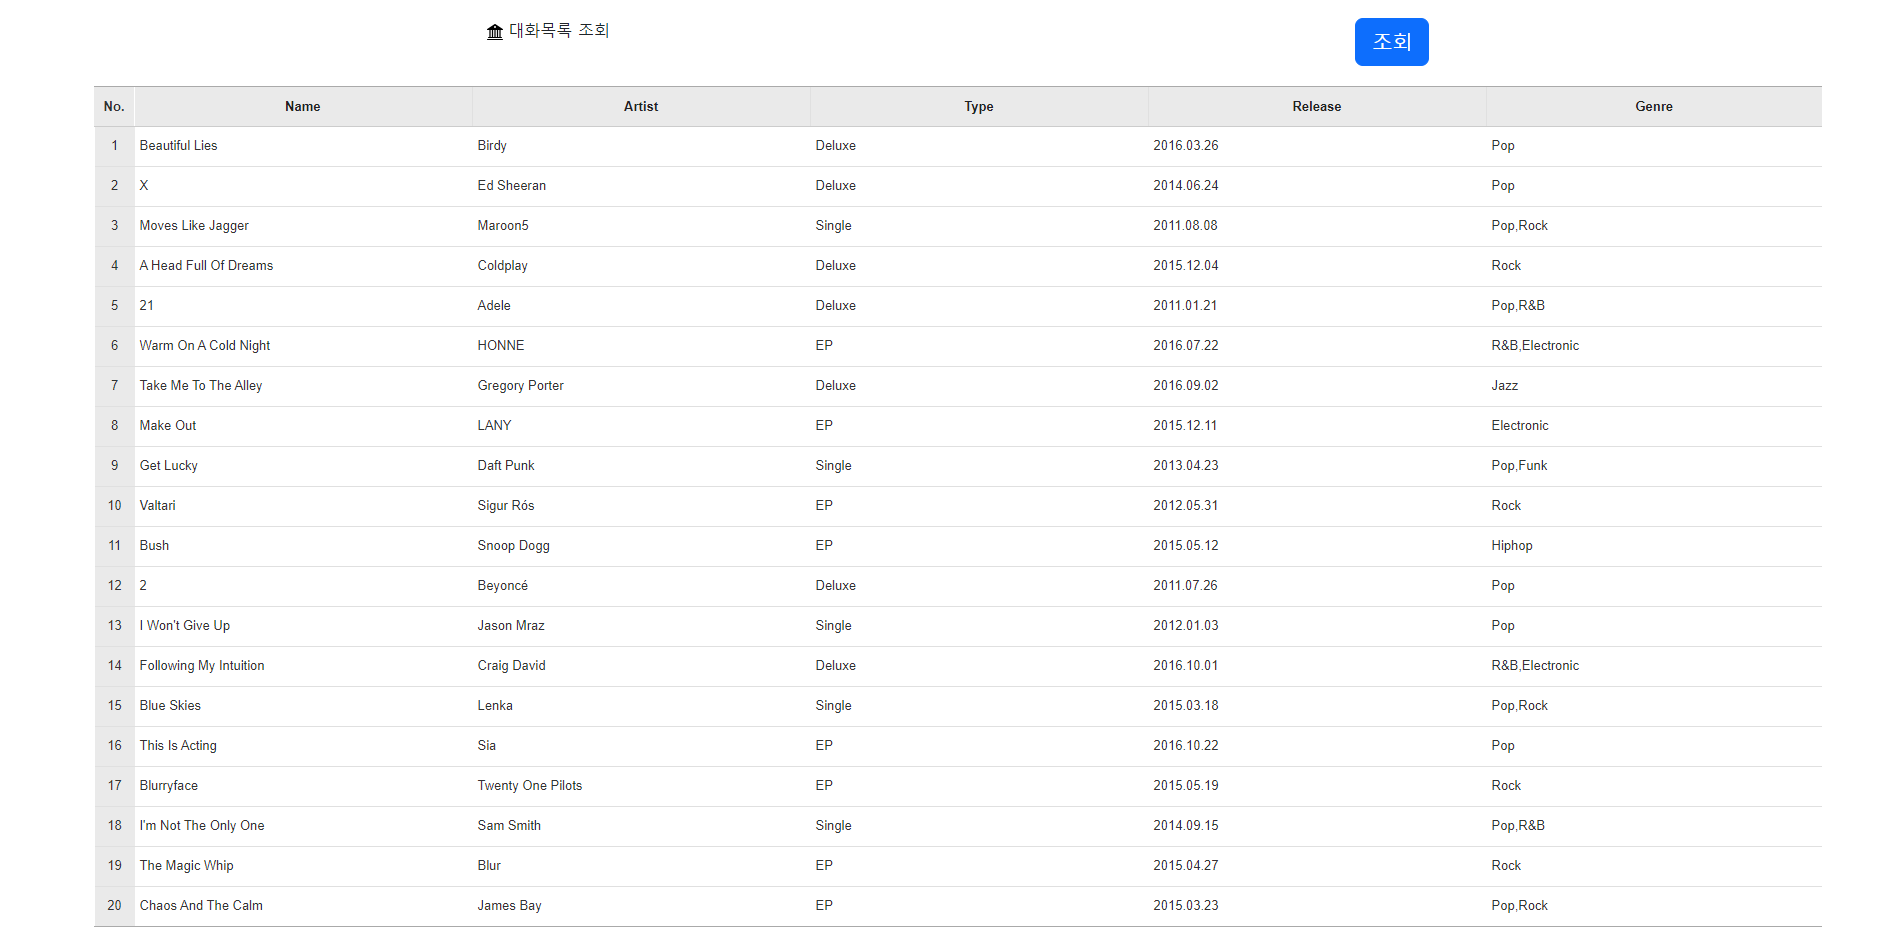 대화목록 조회
조회
No. Name Artist Type Release Genre
1 Beautiful Lies Birdy Deluxe 2016.03.26 Pop
2 X Ed Sheeran Deluxe 2014.06.24 Pop
3 Moves Like Jagger Maroon5 Single 2011.08.08 Pop,Rock
4 A Head Full Of Dreams Coldplay Deluxe 2015.12.04 Rock
5 21 Adele Deluxe 2011.01.21 Pop,R&B
6 Warm On A Cold Night HONNE EP 2016.07.22 R&B,Electronic
7 Take Me To The Alley Gregory Porter Deluxe 2016.09.02 Jazz
8 Make Out LANY EP 2015.12.11 Electronic
9 Get Lucky Daft Punk Single 2013.04.23 Pop,Funk
10 Valtari Sigur Rós EP 2012.05.31 Rock
11 Bush Snoop Dogg EP 2015.05.12 Hiphop
12 2 Beyoncé Deluxe 2011.07.26 Pop
13 I Won't Give Up Jason Mraz Single 2012.01.03 Pop
14 Following My Intuition Craig David Deluxe 2016.10.01 R&B,Electronic
15 Blue Skies Lenka Single 2015.03.18 Pop,Rock
16 This Is Acting Sia EP 2016.10.22 Pop
17 Blurryface Twenty One Pilots EP 2015.05.19 Rock
18 I'm Not The Only One Sam Smith Single 2014.09.15 Pop,R&B
19 The Magic Whip Blur EP 2015.04.27 Rock
20 Chaos And The Calm James Bay EP 2015.03.23 Pop,Rock